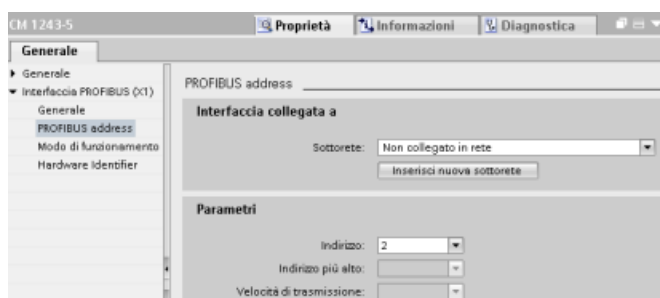 CM 1243-5
Proprietà
Informazioni
Diagnostica
Generale
Generale
Interfaccia PROFIBUS (X1)
Generale
PROFIBUS address
Modo di funzionamento
Hardware Identifier
PROFIBUS address
Interfaccia collegata a
Sottorete: Non collegato in rete
Inserisci nuova sottorete
Parametri
Indirizzo: 2
Indirizzo più alto:
Velocità di trasmissione: